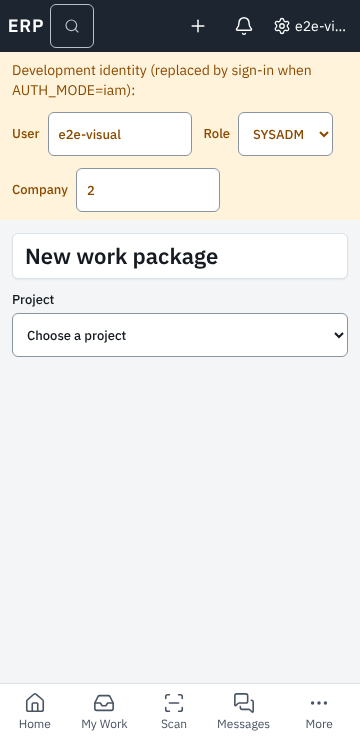 ERP e2e-vi...
Development identity (replaced by sign-in when
AUTH_MODE=iam):
User e2e-visual Role SYSADM
Company 2
New work package
Project
Choose a project
Home My Work Scan Messages More